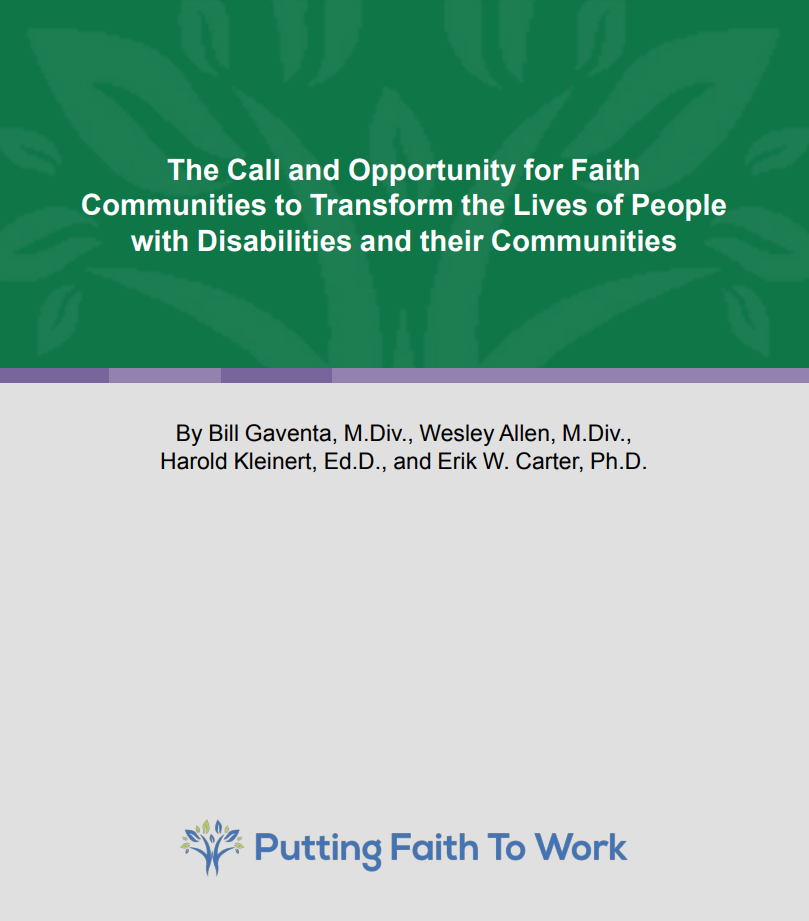 The Call and Opportunity for Faith
Communities to Transform the Lives of People
with Disabilities and their Communities
By Bill Gaventa, M.Div., Wesley Allen, M.Div.,
Harold Kleinert, Ed.D., and Erik W. Carter, Ph.D.
Putting Faith To Work